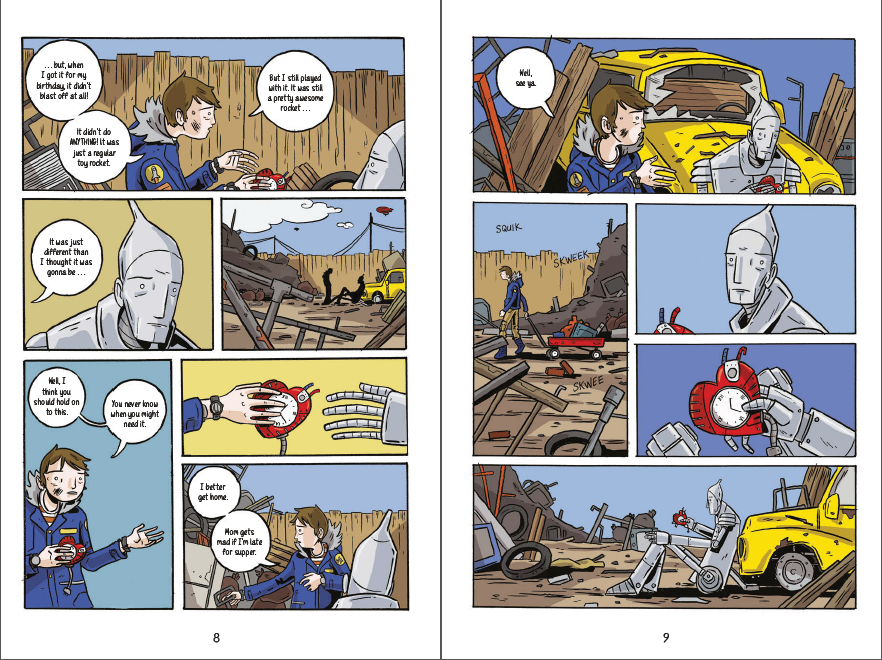 ...but, when
I got it for my
birthday, it didn't
blast off at all!
It didn't do
ANYTHING! It was
just a regular
toy rocket.
But I still played
with it. It was still
a pretty awesome
rocket...
It was just
different than
I thought it was
gonna be...
Well, I
think you
should hold on
to this.
You never know
when you might
need it.
I better
get home.
Mom gets
mad if I'm late
for supper.
8
Well,
see ya.
SQUIK
SKWEEK
SKWEE
9